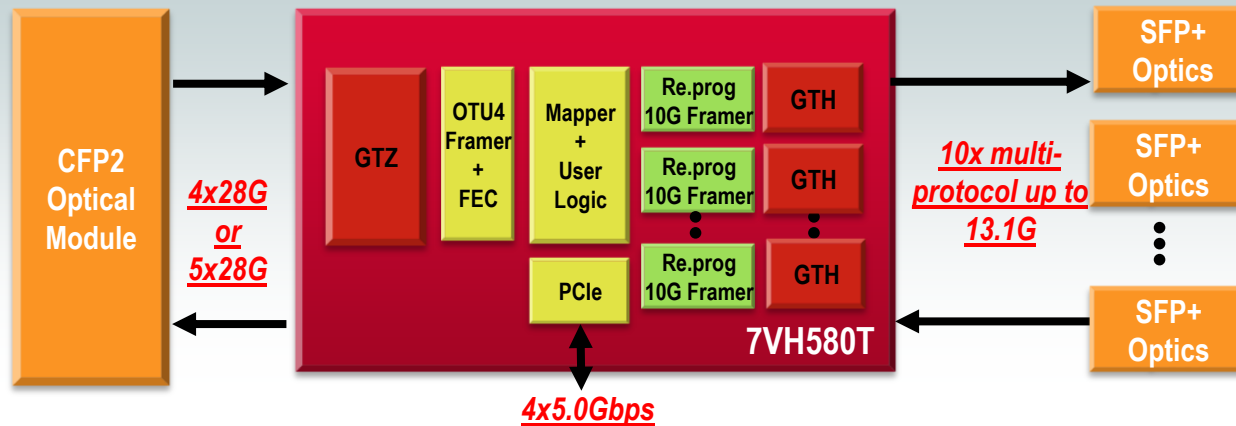 CFP2
Optical
Module
4x28G
or
5x28G
GTZ
OTU4
Framer
+
FEC
Mapper
+
User
Logic
PCIe
4x5.0Gbps
Re.prog
10G Framer
GTH
Re.prog
10G Framer
GTH
Re.prog
10G Framer
GTH
7VH580T
10x multi-
protocol up to
13.1G
SFP+
Optics
SFP+
Optics
SFP+
Optics